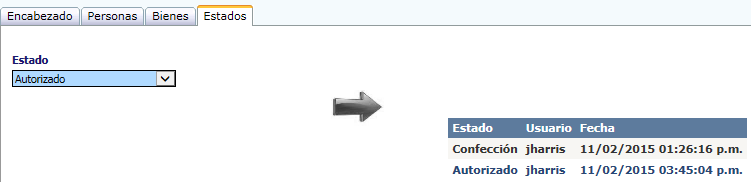 Encabezado Personas Bienes Estados
Estado
Autorizado
Estado Usuario Fecha
Confección jharris 11/02/2015 01:26:16 p.m.
Autorizado jharris 11/02/2015 03:45:04 p.m.